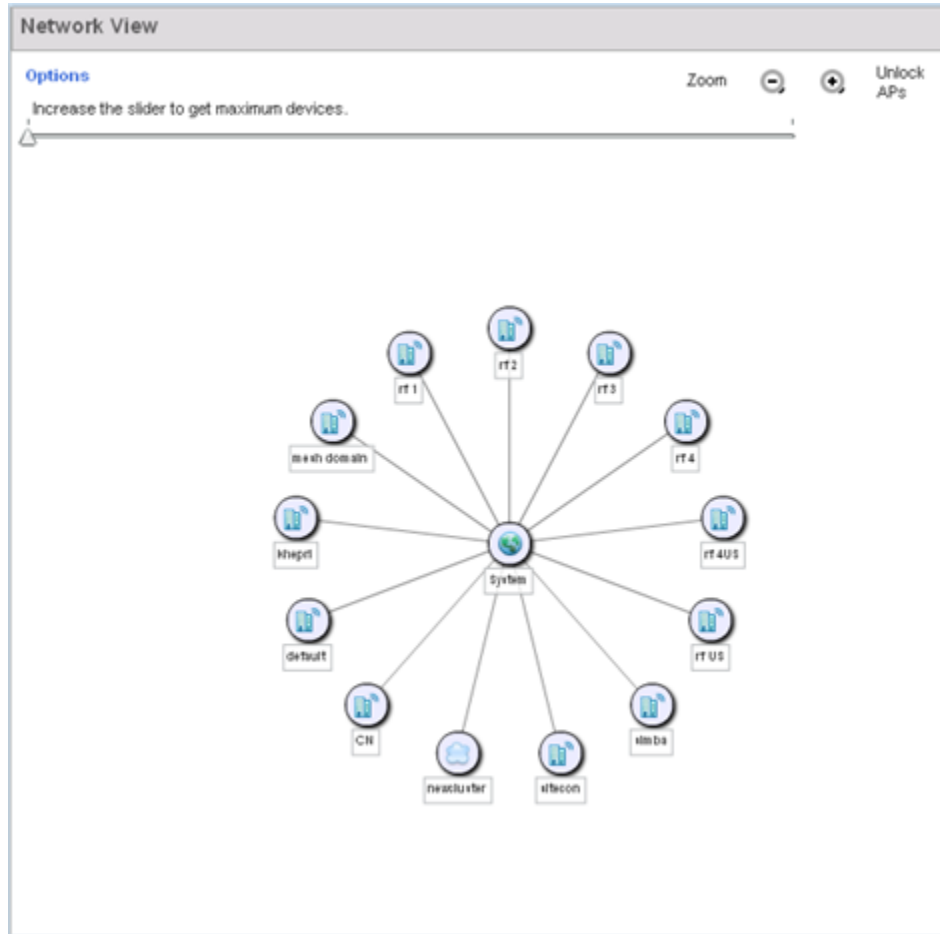 Network View
Options
Zoom
Unlock
APs
Increase the slider to get maximum devices.
rf2
rf1
rf3
mesh domain
rf4
khepri
rf4US
System
default
rfUS
CN
simba
newcluster
sitecon